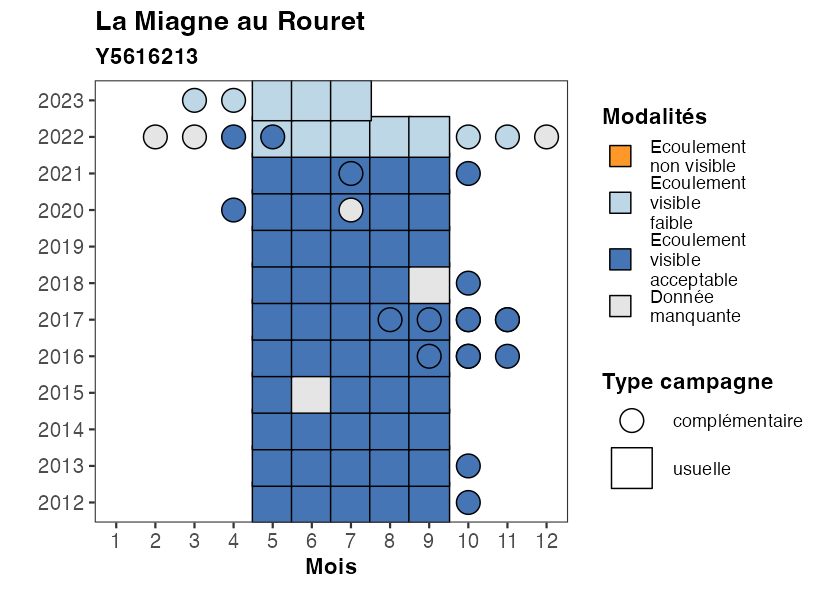 La Miagne au Rouret
Y5616213
2023
2022
2021
2020
2019
2018
2017
2016
2015
2014
2013
2012
1 2 3 4 5 6 7 8 9 10 11 12
Mois
Modalités
Ecoulement
non visible
Ecoulement
visible
faible
Ecoulement
visible
acceptable
Donnée
manquante
Type campagne
complémentaire
usuelle